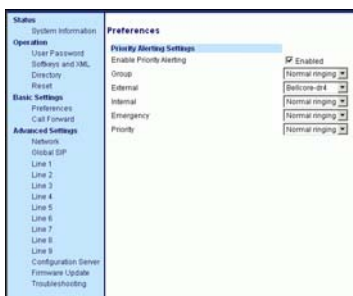 Status
System Information
Operation
User Password
Softkeys and XML
Directory
Reset
Basic Settings
Preferences
Call Forward
Advanced Settings
Network
Global SIP
Line 1
Line 2
Line 3
Line 4
Line 5
Line 6
Line 7
Line 8
Line 9
Configuration Server
Firmware Update
Troubleshooting
Preferences
Priority Alerting Settings
Enable Priority Alerting
Enabled
Group
Normal ringing
External
Bellcore-dr4
Internal
Normal ringing
Emergency
Normal ringing
Priority
Normal ringing